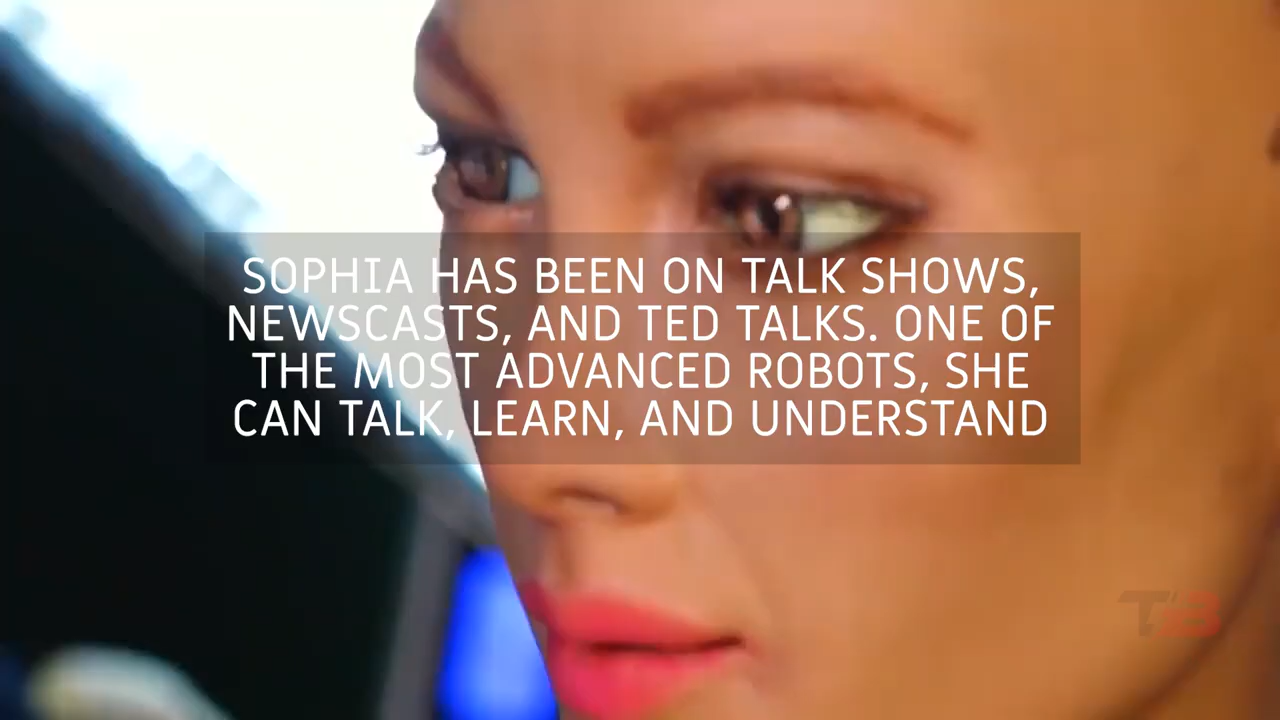 SOPHIA HAS BEEN ON TALK SHOWS,
NEWSCASTS, AND TED TALKS. ONE OF
THE MOST ADVANCED ROBOTS, SHE
CAN TALK, LEARN, AND UNDERSTAND